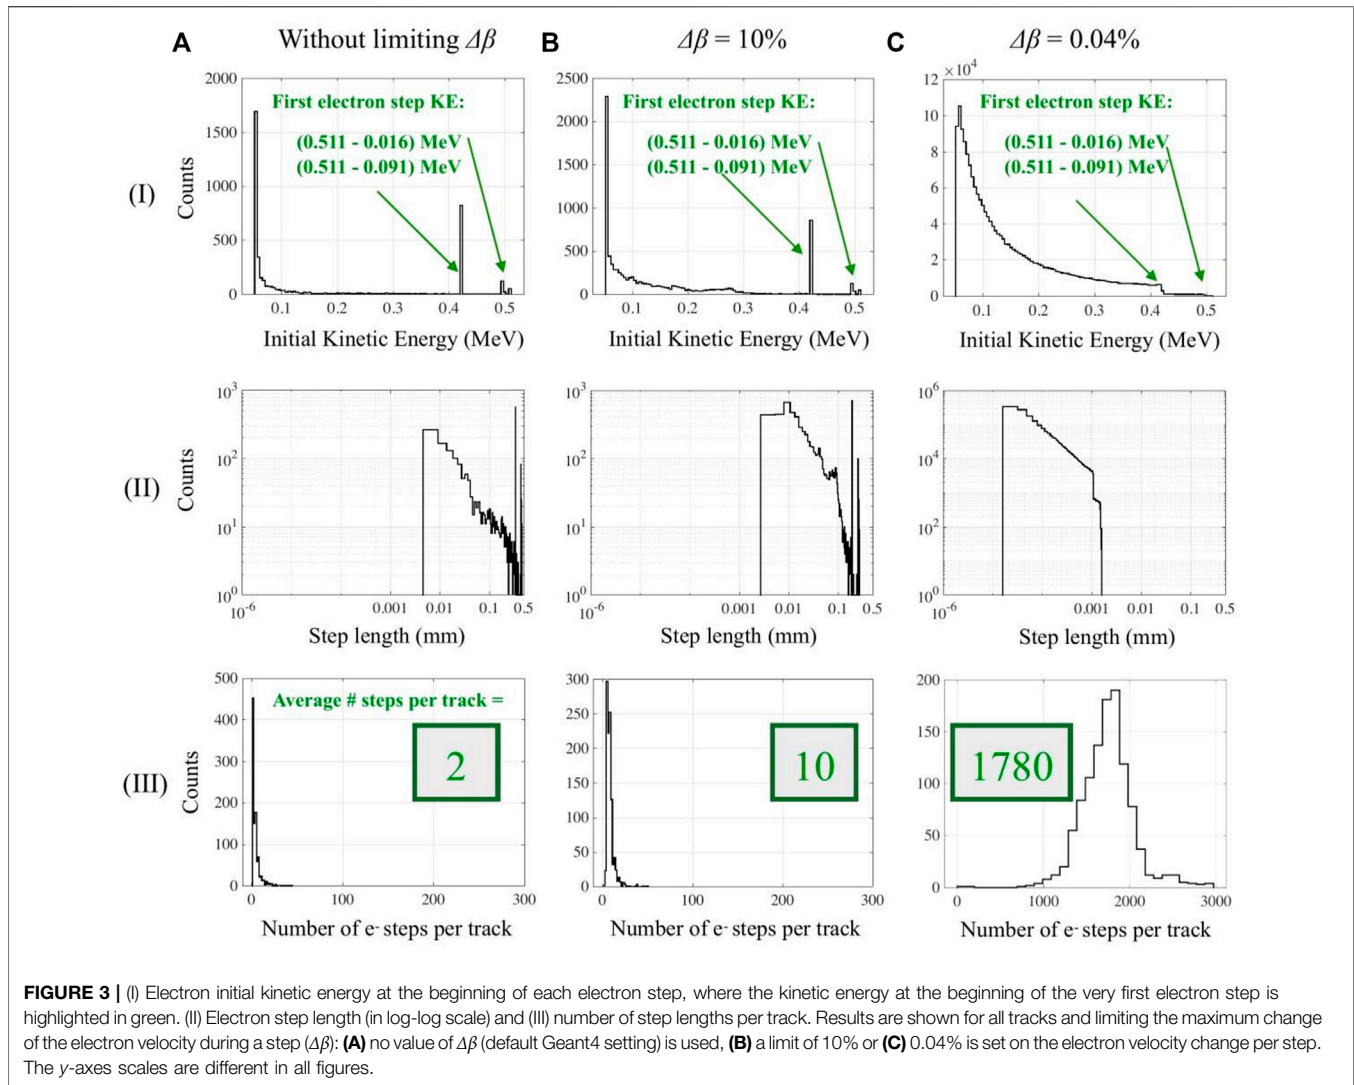 A Without limiting Δβ B Δβ = 10% C Δβ = 0.04%
(I)
Counts
2000
1500
1000
500
0
First electron step KE:
(0.511 - 0.016) MeV
(0.511 - 0.091) MeV
0.1 0.2 0.3 0.4 0.5
Initial Kinetic Energy (MeV)
2500
2000
1500
1000
500
0
First electron step KE:
(0.511 - 0.016) MeV
(0.511 - 0.091) MeV
0.1 0.2 0.3 0.4 0.5
Initial Kinetic Energy (MeV)
12 ×10⁴
10
8
6
4
2
0
First electron step KE:
(0.511 - 0.016) MeV
(0.511 - 0.091) MeV
0.1 0.2 0.3 0.4 0.5
Initial Kinetic Energy (MeV)
(II)
Counts
10³
10²
10¹
10⁰
10⁻⁶ 0.001 0.01 0.1 0.5
Step length (mm)
10³
10²
10¹
10⁰
10⁻⁶ 0.001 0.01 0.1 0.5
Step length (mm)
10⁶
10⁴
10²
10⁰
10⁻⁶ 0.001 0.01 0.1 0.5
Step length (mm)
(III)
Counts
500
400
300
200
100
0
Average # steps per track =
2
0 100 200 300
Number of e⁻ steps per track
300
250
200
150
100
50
0
10
0 100 200 300
Number of e⁻ steps per track
200
150
100
50
0
1780
0 1000 2000 3000
Number of e⁻ steps per track
FIGURE 3 | (I) Electron initial kinetic energy at the beginning of each electron step, where the kinetic energy at the beginning of the very first electron step is
highlighted in green. (II) Electron step length (in log-log scale) and (III) number of step lengths per track. Results are shown for all tracks and limiting the maximum change
of the electron velocity during a step (Δβ): (A) no value of Δβ (default Geant4 setting) is used, (B) a limit of 10% or (C) 0.04% is set on the electron velocity change per step.
The y-axes scales are different in all figures.